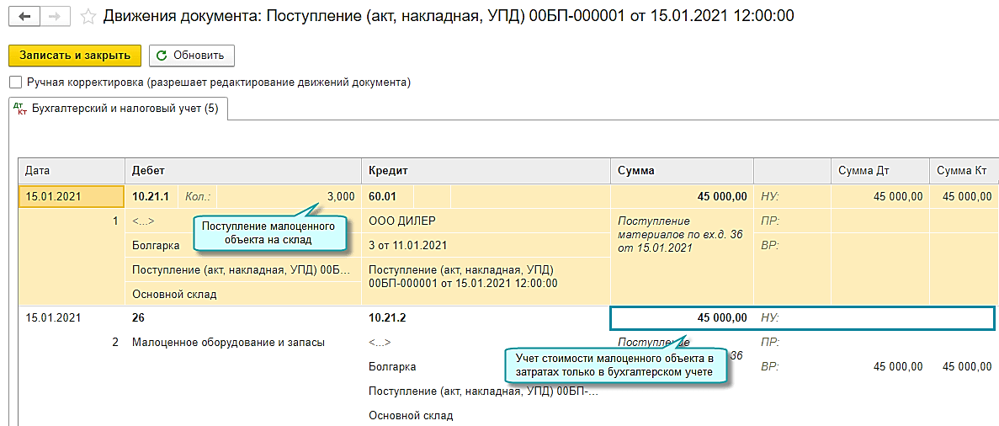 Движения документа: Поступление (акт, накладная, УПД) 00БП-000001 от 15.01.2021 12:00:00
Записать и закрыть
Обновить
Ручная корректировка (разрешает редактирование движений документа)
Дт Кт Бухгалтерский и налоговый учет (5)
Дата Дебет Кредит Сумма Сумма Дт Сумма Кт
15.01.2021 10.21.1 Кол.: 3,000 60.01 45 000,00 НУ: 45 000,00 45 000,00
1 <...> ООО ДИЛЕР Поступление ПР:
Поступление малоценного
объекта на склад
материалов по вх.д. 36
Болгарка 3 от 11.01.2021 от 15.01.2021 ВР:
Поступление (акт, накладная, УПД) 00Б... Поступление (акт, накладная, УПД)
00БП-000001 от 15.01.2021 12:00:00
Основной склад
15.01.2021 26 10.21.2 45 000,00 НУ:
2 Малоценное оборудование и запасы <...> Поступление ПР:
36
Учет стоимости малоценного объекта в
затратах только в бухгалтерском учете
Болгарка ВР: 45 000,00 45 000,00
Поступление (акт, накладная, УПД) 00БП-...
Основной склад